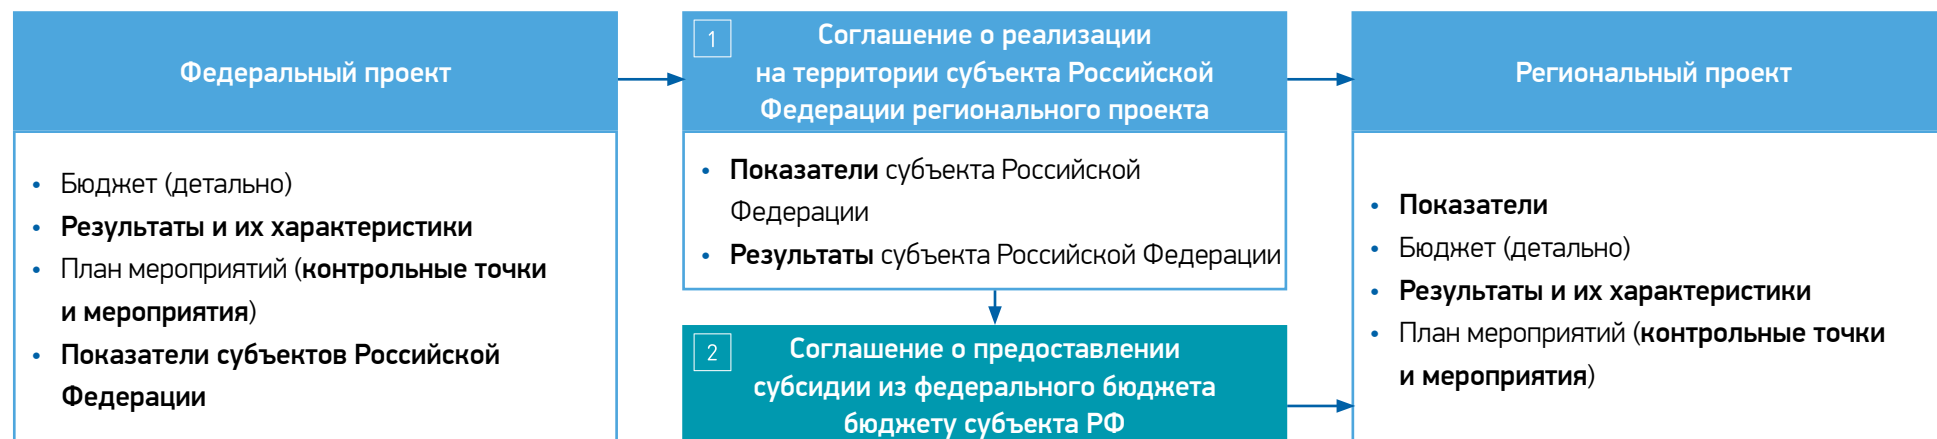 Федеральный проект
• Бюджет (детально)
• Результаты и их характеристики
• План мероприятий (контрольные точки
и мероприятия)
• Показатели субъектов Российской
Федерации
1
Соглашение о реализации
на территории субъекта Российской
Федерации регионального проекта
• Показатели субъекта Российской
Федерации
• Результаты субъекта Российской Федерации
2
Соглашение о предоставлении
субсидии из федерального бюджета
бюджету субъекта РФ
Региональный проект
• Показатели
• Бюджет (детально)
• Результаты и их характеристики
• План мероприятий (контрольные точки
и мероприятия)